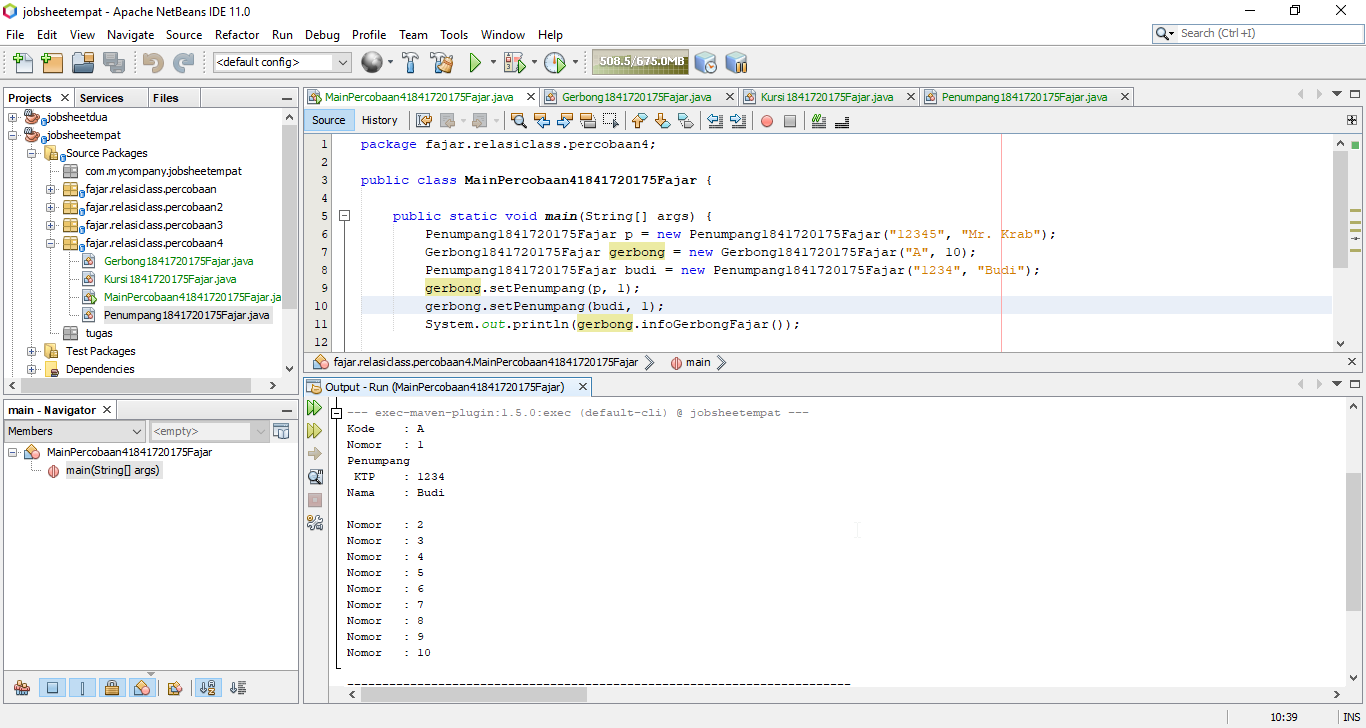 jobsheetempat - Apache NetBeans IDE 11.0
File Edit View Navigate Source Refactor Run Debug Profile Team Tools Window Help
Search (Ctrl+I)
<default config>
508.5/675.0MB
Projects Services Files
jobsheetdua
jobsheetempat
Source Packages
com.mycompany.jobsheetempat
fajar.relasiclass.percobaan
fajar.relasiclass.percobaan2
fajar.relasiclass.percobaan3
fajar.relasiclass.percobaan4
Gerbong1841720175Fajar.java
Kursi1841720175Fajar.java
MainPercobaan41841720175Fajar.ja
Penumpang1841720175Fajar.java
tugas
Test Packages
Dependencies
main - Navigator
Members
<empty>
MainPercobaan41841720175Fajar
main(String[] args)
MainPercobaan41841720175Fajar.java Gerbong1841720175Fajar.java Kursi1841720175Fajar.java Penumpang1841720175Fajar.java
Source History
1 package fajar.relasiclass.percobaan4;
2
3 public class MainPercobaan41841720175Fajar {
4
5 public static void main(String[] args) {
6 Penumpang1841720175Fajar p = new Penumpang1841720175Fajar("12345", "Mr. Krab");
7 Gerbong1841720175Fajar gerbong = new Gerbong1841720175Fajar("A", 10);
8 Penumpang1841720175Fajar budi = new Penumpang1841720175Fajar("1234", "Budi");
9 gerbong.setPenumpang(p, 1);
10 gerbong.setPenumpang(budi, 1);
11 System.out.println(gerbong.infoGerbongFajar());
12
fajar.relasiclass.percobaan4.MainPercobaan41841720175Fajar main
Output - Run (MainPercobaan41841720175Fajar)
--- exec-maven-plugin:1.5.0:exec (default-cli) @ jobsheetempat ---
Kode : A
Nomor : 1
Penumpang
KTP : 1234
Nama : Budi
Nomor : 2
Nomor : 3
Nomor : 4
Nomor : 5
Nomor : 6
Nomor : 7
Nomor : 8
Nomor : 9
Nomor : 10
------------------------------------------------------------------------
10:39 INS